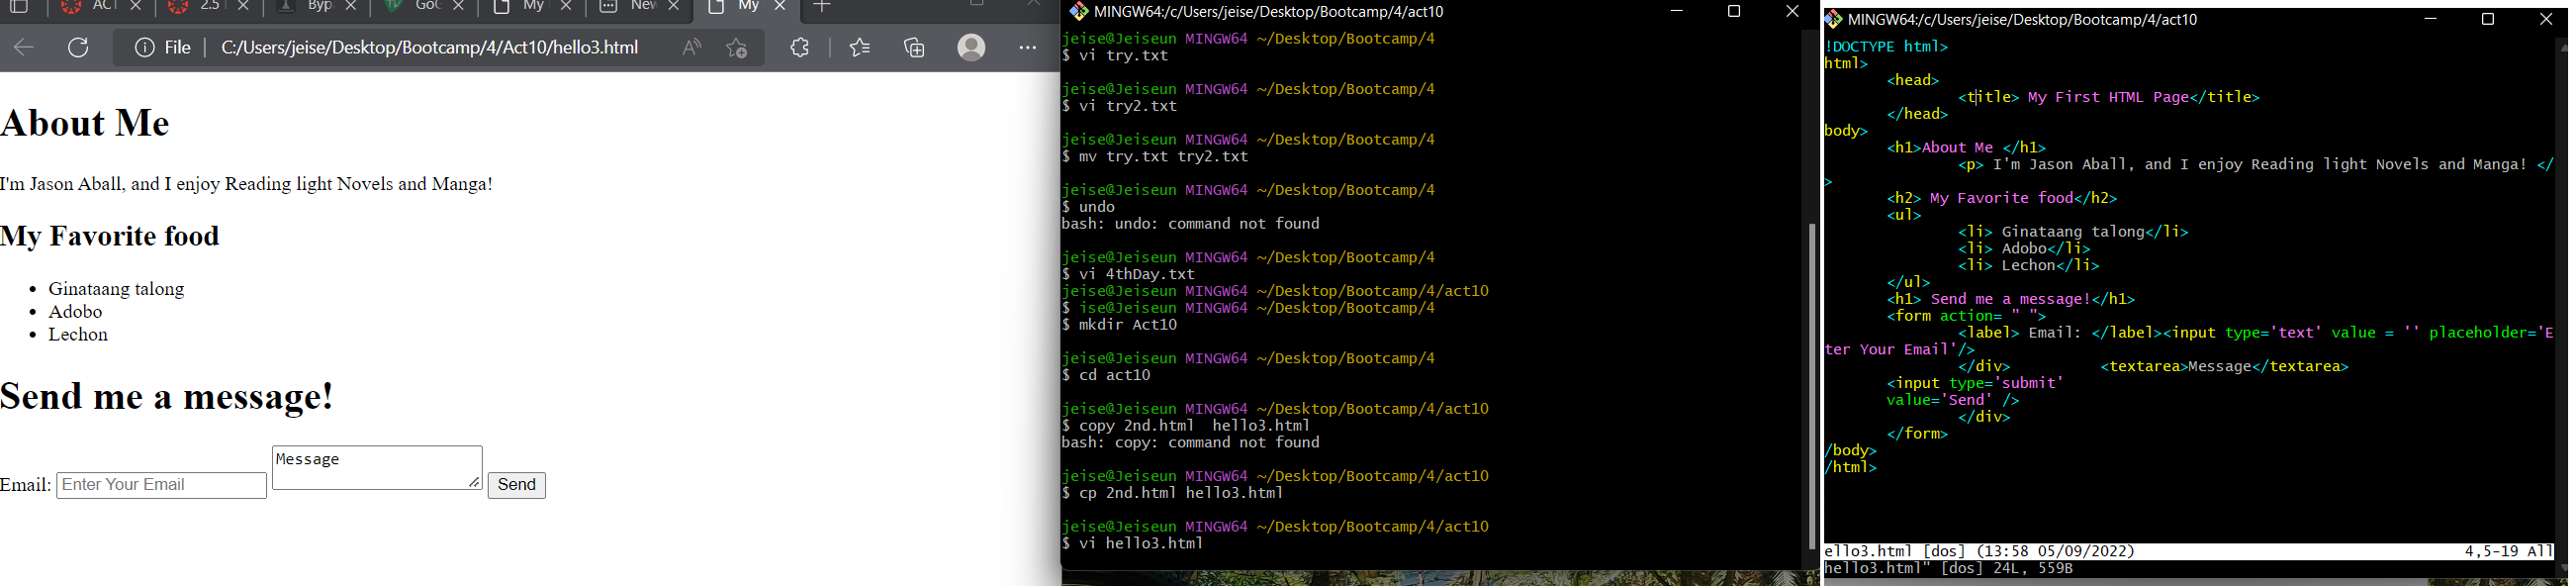 ACT
2.5
Byp
GoG
My
New
My
File
C:/Users/jeise/Desktop/Bootcamp/4/Act10/hello3.html
About Me
I'm Jason Aball, and I enjoy Reading light Novels and Manga!
My Favorite food
Ginataang talong
Adobo
Lechon
Send me a message!
Email: Enter Your Email Message Send
MINGW64:/c/Users/jeise/Desktop/Bootcamp/4/act10
jeise@Jeiseun MINGW64 ~/Desktop/Bootcamp/4
$ vi try.txt
jeise@Jeiseun MINGW64 ~/Desktop/Bootcamp/4
$ vi try2.txt
jeise@Jeiseun MINGW64 ~/Desktop/Bootcamp/4
$ mv try.txt try2.txt
jeise@Jeiseun MINGW64 ~/Desktop/Bootcamp/4
$ undo
bash: undo: command not found
jeise@Jeiseun MINGW64 ~/Desktop/Bootcamp/4
$ vi 4thDay.txt
jeise@Jeiseun MINGW64 ~/Desktop/Bootcamp/4/act10
$ ise@Jeiseun MINGW64 ~/Desktop/Bootcamp/4
$ mkdir Act10
jeise@Jeiseun MINGW64 ~/Desktop/Bootcamp/4
$ cd act10
jeise@Jeiseun MINGW64 ~/Desktop/Bootcamp/4/act10
$ copy 2nd.html  hello3.html
bash: copy: command not found
jeise@Jeiseun MINGW64 ~/Desktop/Bootcamp/4/act10
$ cp 2nd.html hello3.html
jeise@Jeiseun MINGW64 ~/Desktop/Bootcamp/4/act10
$ vi hello3.html
MINGW64:/c/Users/jeise/Desktop/Bootcamp/4/act10
!DOCTYPE html>
html>
<head>
<title> My First HTML Page</title>
</head>
body>
<h1>About Me </h1>
<p> I'm Jason Aball, and I enjoy Reading light Novels and Manga! </
>
<h2> My Favorite food</h2>
<ul>
<li> Ginataang talong</li>
<li> Adobo</li>
<li> Lechon</li>
</ul>
<h1> Send me a message!</h1>
<form action= " ">
<label> Email: </label><input type='text' value = '' placeholder='E
ter Your Email'/>
</div> <textarea>Message</textarea>
<input type='submit'
value='Send' />
</div>
</form>
/body>
/html>
ello3.html [dos] (13:58 05/09/2022) 4,5-19 All
hello3.html" [dos] 24L, 559B